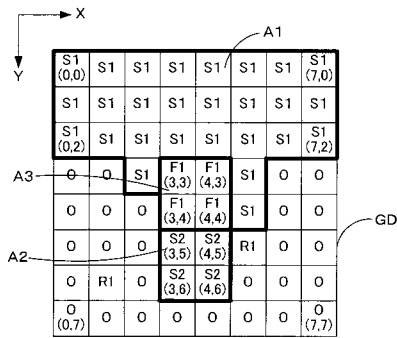 X
Y
A1
S1 S1 S1 S1 S1 S1 S1 S1
(0,0) (7,0)
S1 S1 S1 S1 S1 S1 S1 S1
S1 S1 S1 S1 S1 S1 S1 S1
(0,2) (7,2)
O O S1 F1 F1 S1 O O
(3,3) (4,3)
A3
O O O F1 F1 S1 O O
(3,4) (4,4)
GD
O O O S2 S2 R1 O O
(3,5) (4,5)
A2
O R1 O S2 S2 O O O
(3,6) (4,6)
O O O O O O O O
(0,7) (7,7)